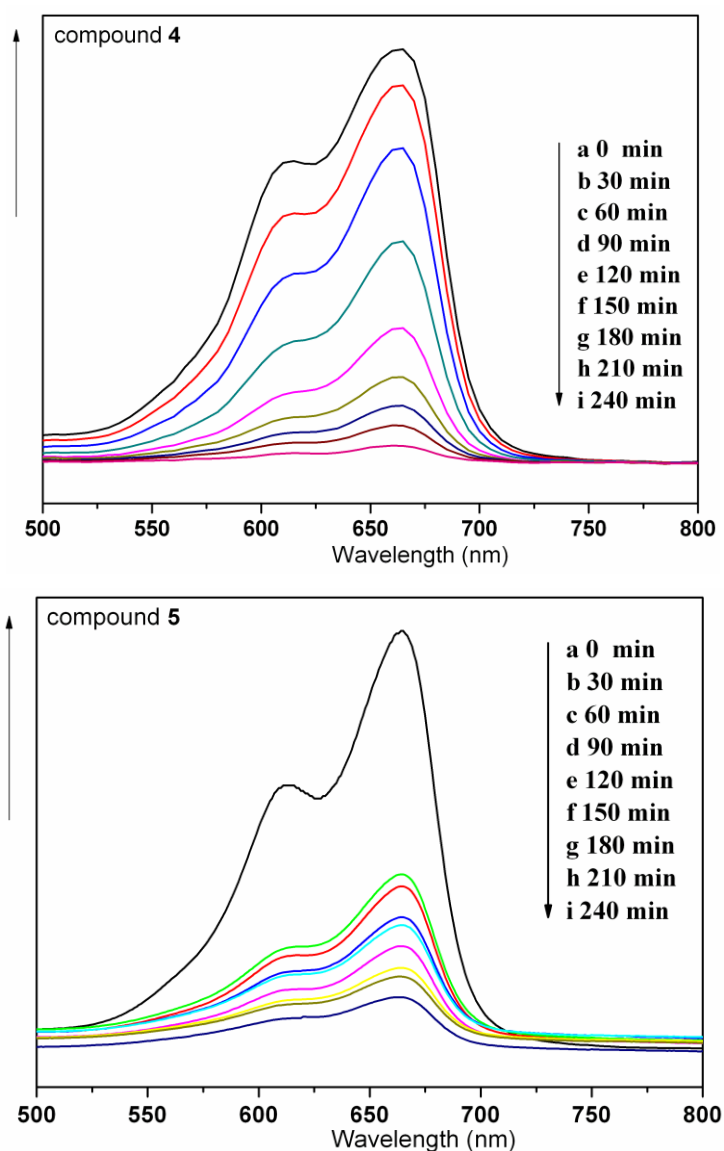 compound 4
a 0 min
b 30 min
c 60 min
d 90 min
e 120 min
f 150 min
g 180 min
h 210 min
i 240 min
500 550 600 650 700 750 800
Wavelength (nm)
compound 5
a 0 min
b 30 min
c 60 min
d 90 min
e 120 min
f 150 min
g 180 min
h 210 min
i 240 min
500 550 600 650 700 750 800
Wavelength (nm)